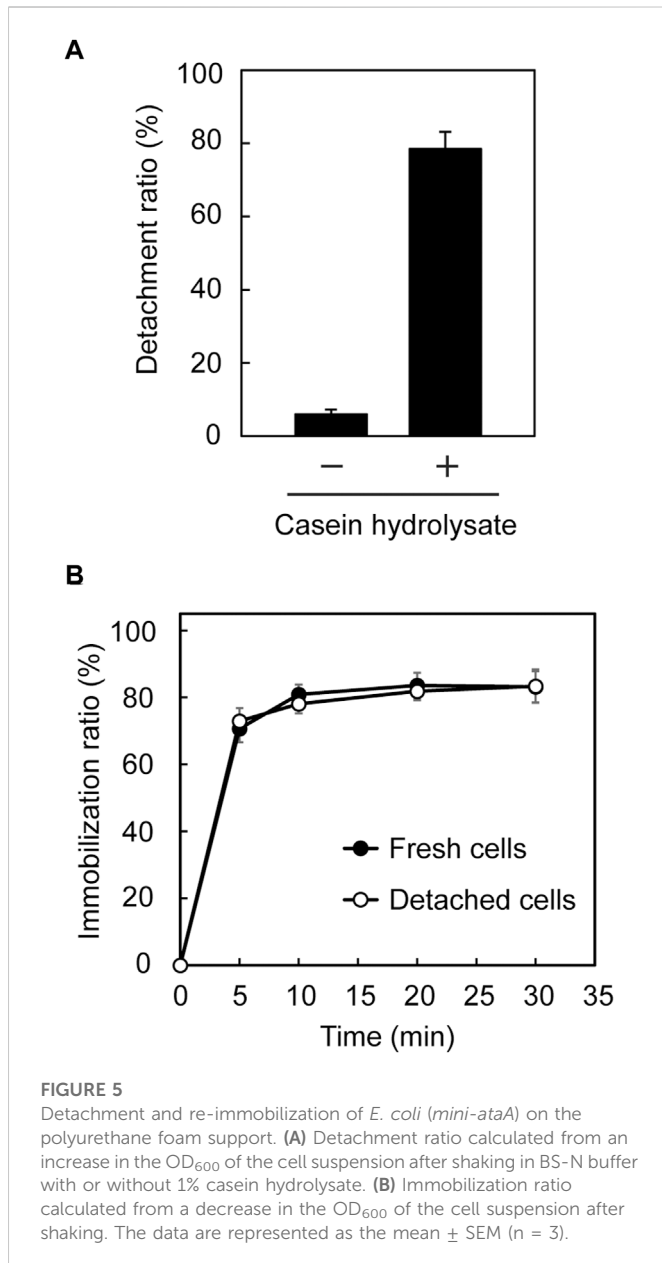 A
100
80
60
40
20
0
Detachment ratio (%)
− +
Casein hydrolysate
B
100
80
60
40
20
0
Immobilization ratio (%)
Fresh cells
Detached cells
0 5 10 15 20 25 30 35
Time (min)
FIGURE 5
Detachment and re-immobilization of E. coli (mini-ataA) on the
polyurethane foam support. (A) Detachment ratio calculated from an
increase in the OD₆₀₀ of the cell suspension after shaking in BS-N buffer
with or without 1% casein hydrolysate. (B) Immobilization ratio
calculated from a decrease in the OD₆₀₀ of the cell suspension after
shaking. The data are represented as the mean ± SEM (n = 3).